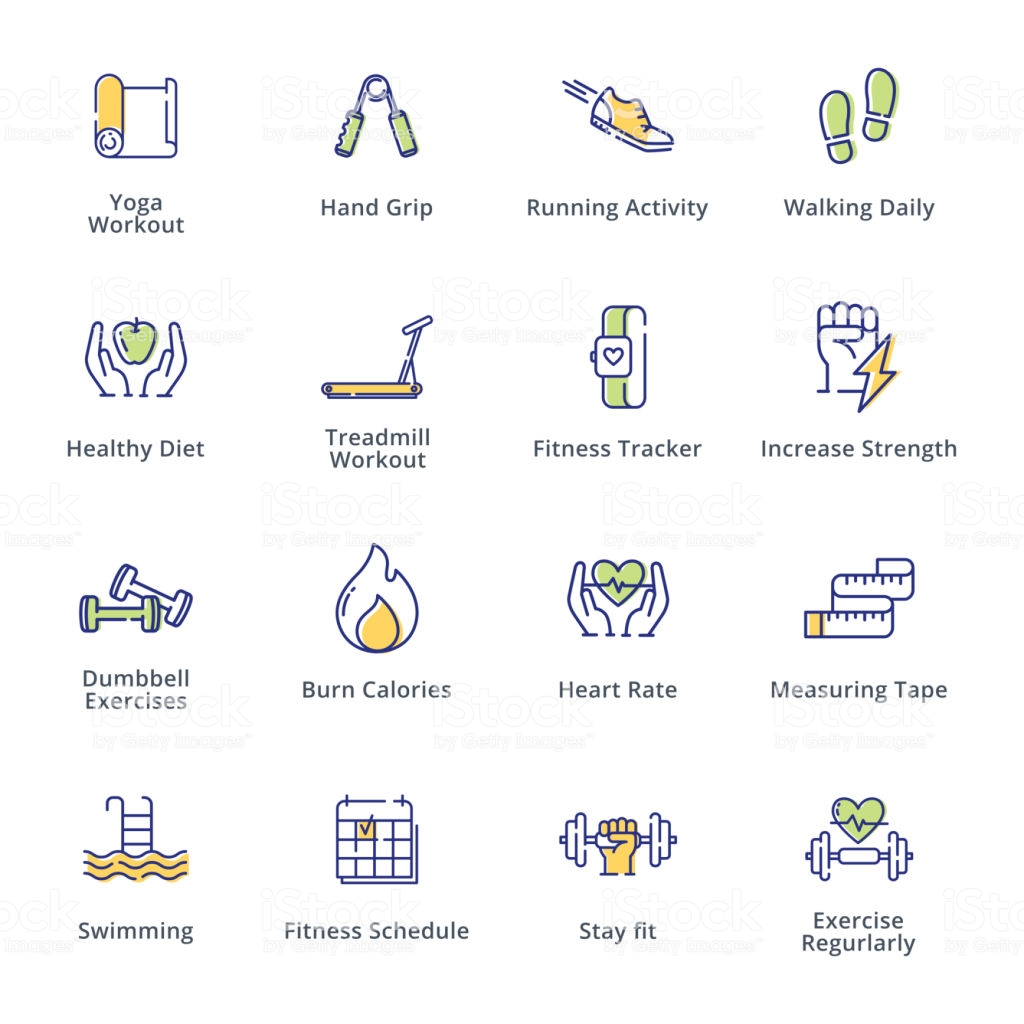 Yoga
Workout
Hand Grip
Running Activity
Walking Daily
Healthy Diet
Treadmill
Workout
Fitness Tracker
Increase Strength
Dumbbell
Exercises
Burn Calories
Heart Rate
Measuring Tape
Swimming
Fitness Schedule
Stay fit
Exercise
Regurlarly
iStock
by Getty Images™